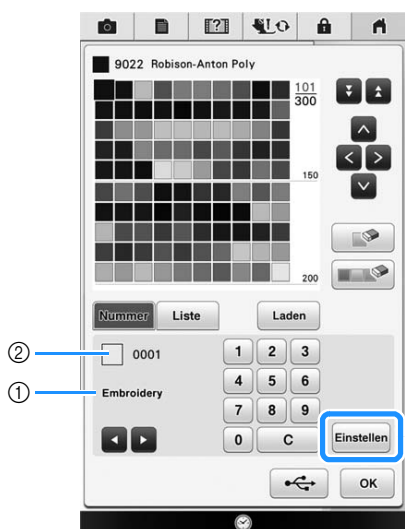 9022 Robison-Anton Poly
101
300
150
200
Nummer Liste Laden
② 0001
① Embroidery
1 2 3
4 5 6
7 8 9
0 C Einstellen
OK